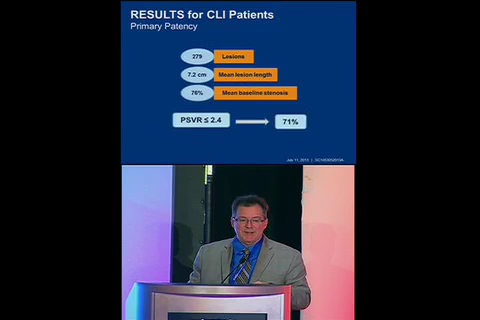 RESULTS for CLI Patients
Primary Patency
279 Lesions
7.2 cm Mean lesion length
76% Mean baseline stenosis
PSVR ≤ 2.4 71%